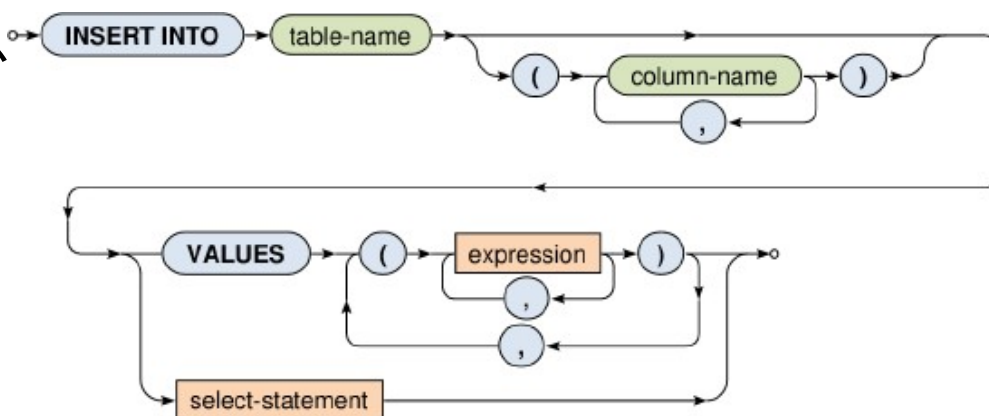 INSERT INTO table-name
( column-name )
,
VALUES ( expression )
,
,
select-statement